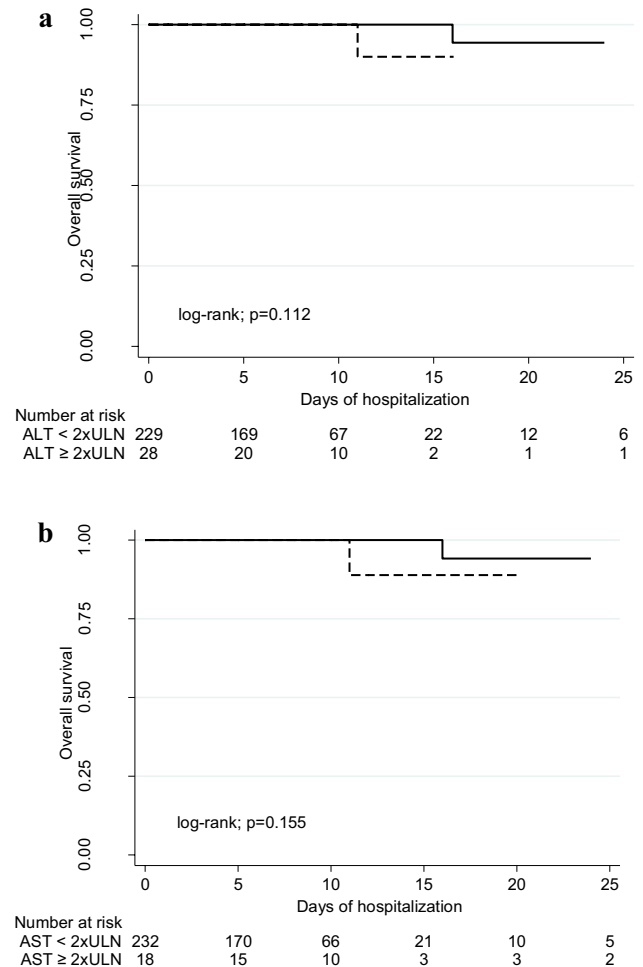 a
Overall survival
1.00
0.75
0.50
0.25
0.00
log-rank; p=0.112
0 5 10 15 20 25
Days of hospitalization
Number at risk
ALT < 2xULN 229 169 67 22 12 6
ALT ≥ 2xULN 28 20 10 2 1 1
b
Overall survival
1.00
0.75
0.50
0.25
0.00
log-rank; p=0.155
0 5 10 15 20 25
Days of hospitalization
Number at risk
AST < 2xULN 232 170 66 21 10 5
AST ≥ 2xULN 18 15 10 3 3 2